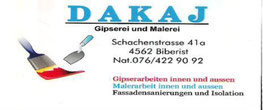 DAKAJ
Gipserei und Malerei
Schachenstrasse 41a
4562 Biberist
Nat.076/422 90 92
Gipserarbeiten innen und aussen
Malerarbeit innen und aussen
Fassadensanierungen und Isolation